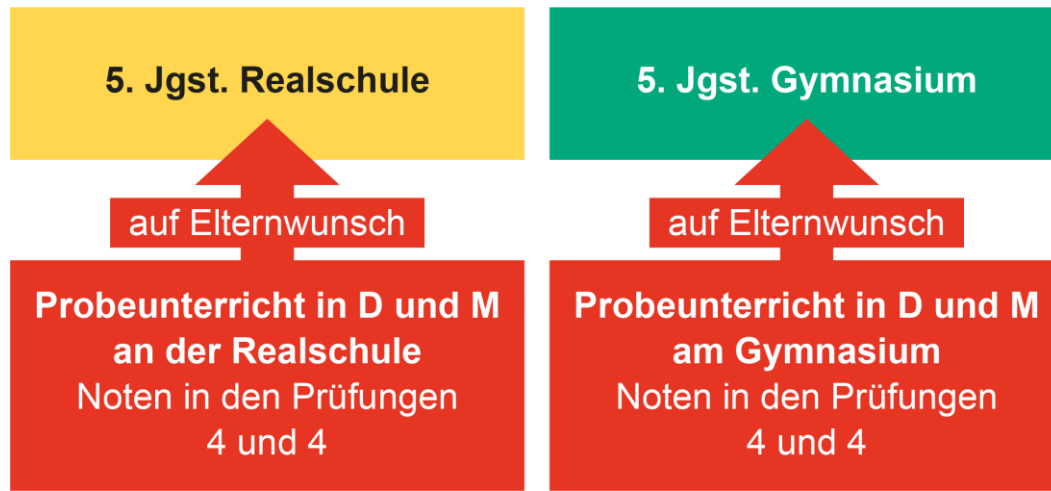 5. Jgst. Realschule
auf Elternwunsch
Probeunterricht in D und M
an der Realschule
Noten in den Prüfungen
4 und 4
5. Jgst. Gymnasium
auf Elternwunsch
Probeunterricht in D und M
am Gymnasium
Noten in den Prüfungen
4 und 4